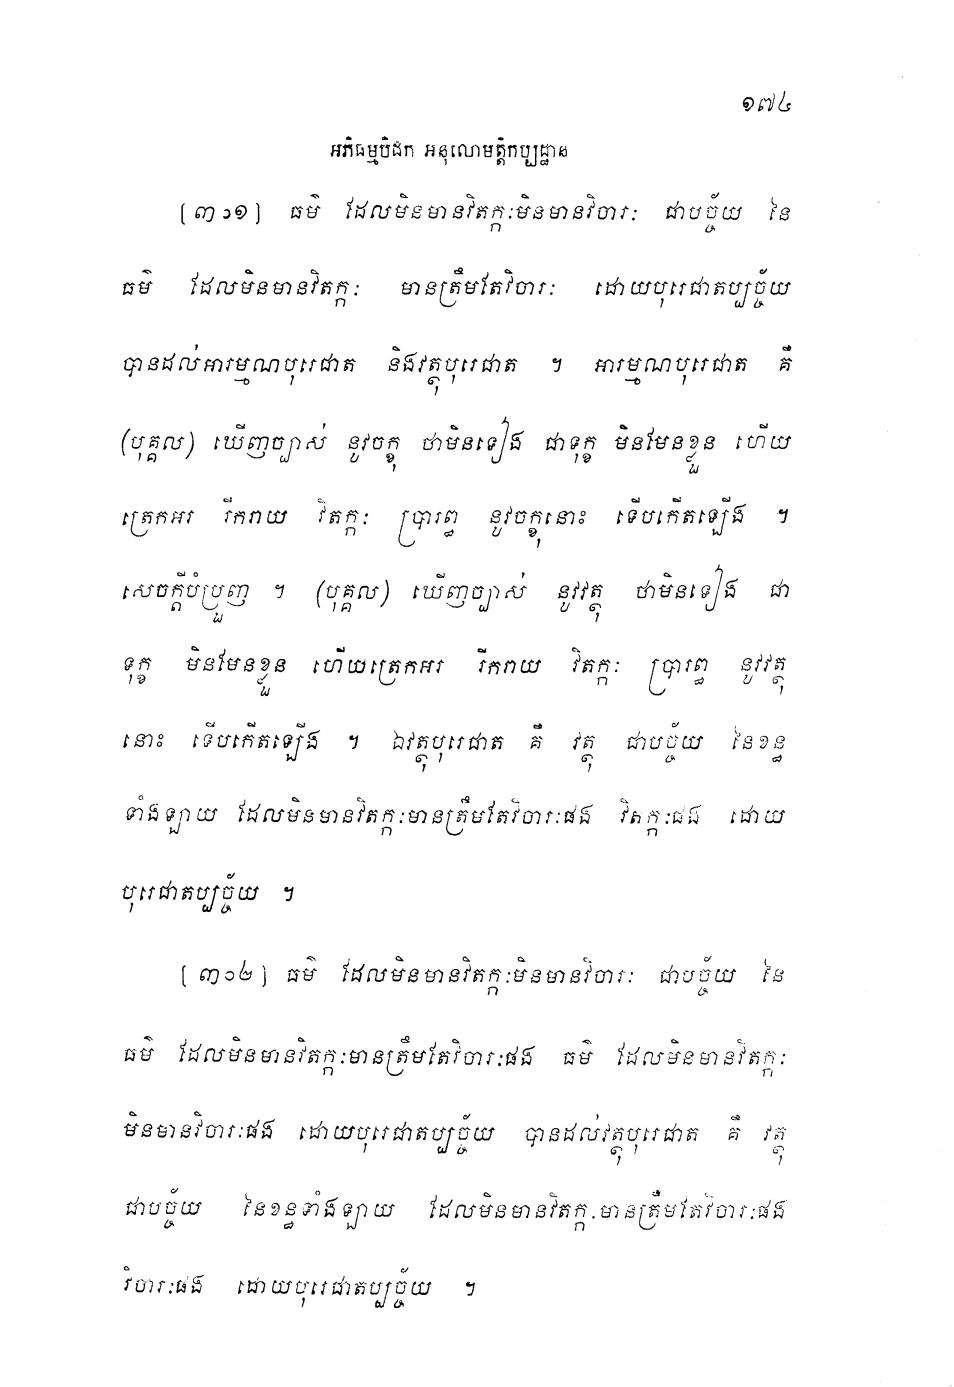 ១៧៤
អភិធម្មបិដក អនុលោមត្តិកប្បដ្ឋាន
[៣០១] ធម៌ ដែលមិនមានវិតក្កៈមិនមានវិចារៈ ជាបច្ច័យ នៃ
ធម៌ ដែលមិនមានវិតក្កៈ មានត្រឹមតែវិចារៈ ដោយបុរេជាតប្បច្ច័យ
បានដល់អារម្មណបុរេជាត និងវត្ថុបុរេជាត ។ អារម្មណបុរេជាត គឺ
(បុគ្គល) ឃើញច្បាស់ នូវចក្ខុ ថាមិនទៀង ជាទុក្ខ មិនមែនខ្លួន ហើយ
ត្រេកអរ រីករាយ វិតក្កៈ ប្រារព្ធ នូវចក្ខុនោះ ទើបកើតឡើង ។
សេចក្តីបំប្រួញ ។ (បុគ្គល) ឃើញច្បាស់ នូវវត្ថុ ថាមិនទៀង ជា
ទុក្ខ មិនមែនខ្លួន ហើយត្រេកអរ រីករាយ វិតក្កៈ ប្រារព្ធ នូវវត្ថុ
នោះ ទើបកើតឡើង ។ ឯវត្ថុបុរេជាត គឺ វត្ថុ ជាបច្ច័យ នៃខន្ធ
ទាំងឡាយ ដែលមិនមានវិតក្កៈមានត្រឹមតែវិចារៈផង វិតក្កៈផង ដោយ
បុរេជាតប្បច្ច័យ ។
[៣០២] ធម៌ ដែលមិនមានវិតក្កៈមិនមានវិចារៈ ជាបច្ច័យ នៃ
ធម៌ ដែលមិនមានវិតក្កៈមានត្រឹមតែវិចារៈផង ធម៌ ដែលមិនមានវិតក្កៈ
មិនមានវិចារៈផង ដោយបុរេជាតប្បច្ច័យ បានដល់វត្ថុបុរេជាត គឺ វត្ថុ
ជាបច្ច័យ នៃខន្ធទាំងឡាយ ដែលមិនមានវិតក្កៈមានត្រឹមតែវិចារៈផង
វិចារៈផង ដោយបុរេជាតប្បច្ច័យ ។